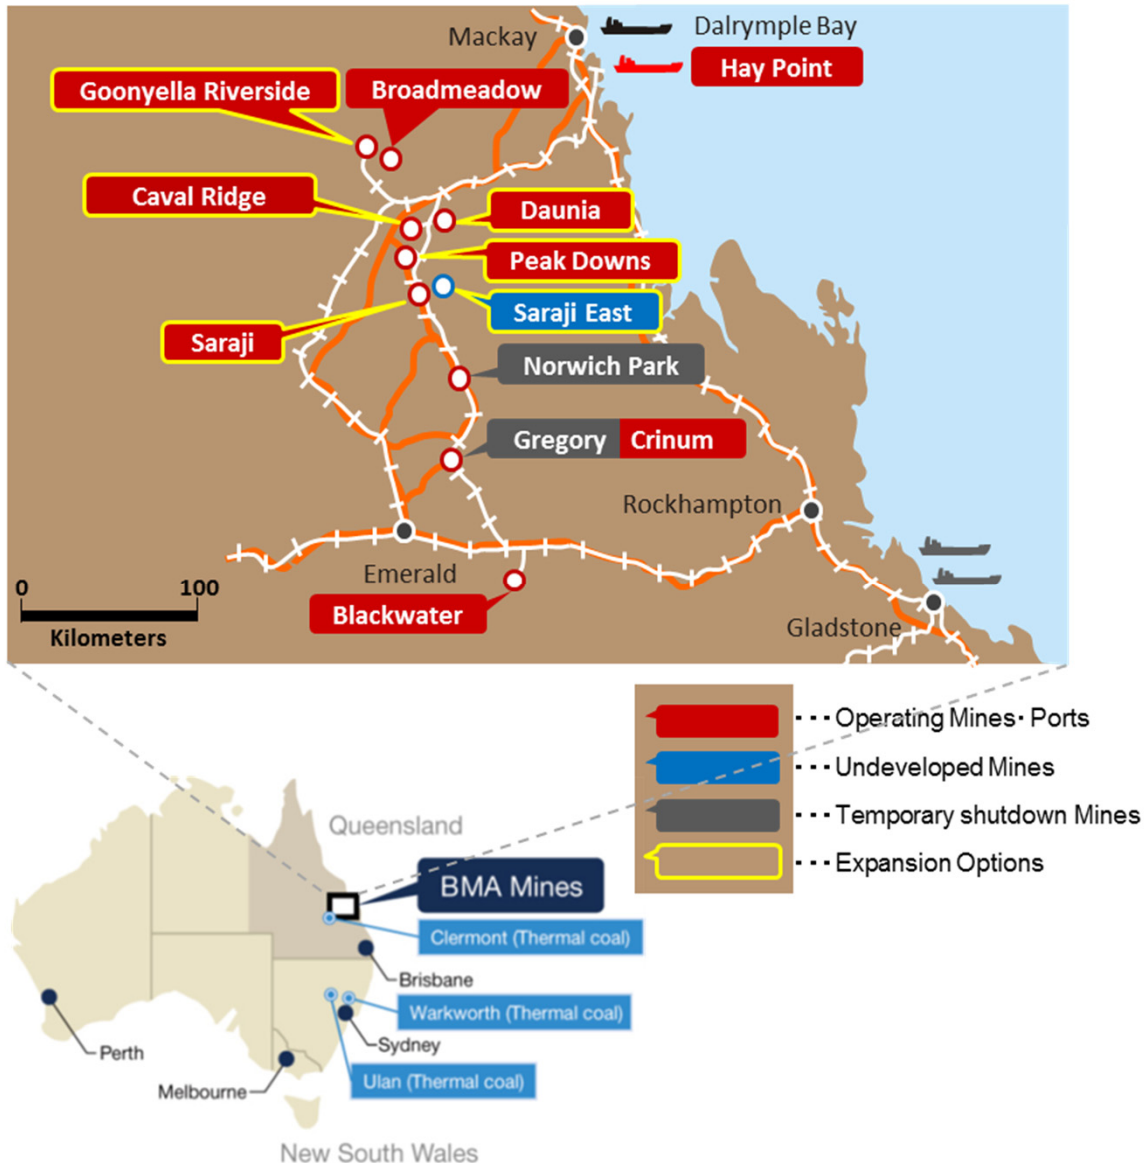 Mackay
Dalrymple Bay
Hay Point
Goonyella Riverside
Broadmeadow
Caval Ridge
Daunia
Peak Downs
Saraji East
Saraji
Norwich Park
Gregory Crinum
Rockhampton
Emerald
Blackwater
Gladstone
0 100
Kilometers
Operating Mines・Ports
Undeveloped Mines
Temporary shutdown Mines
Expansion Options
Queensland
BMA Mines
Clermont (Thermal coal)
Brisbane
Warkworth (Thermal coal)
Sydney
Perth
Ulan (Thermal coal)
Melbourne
New South Wales